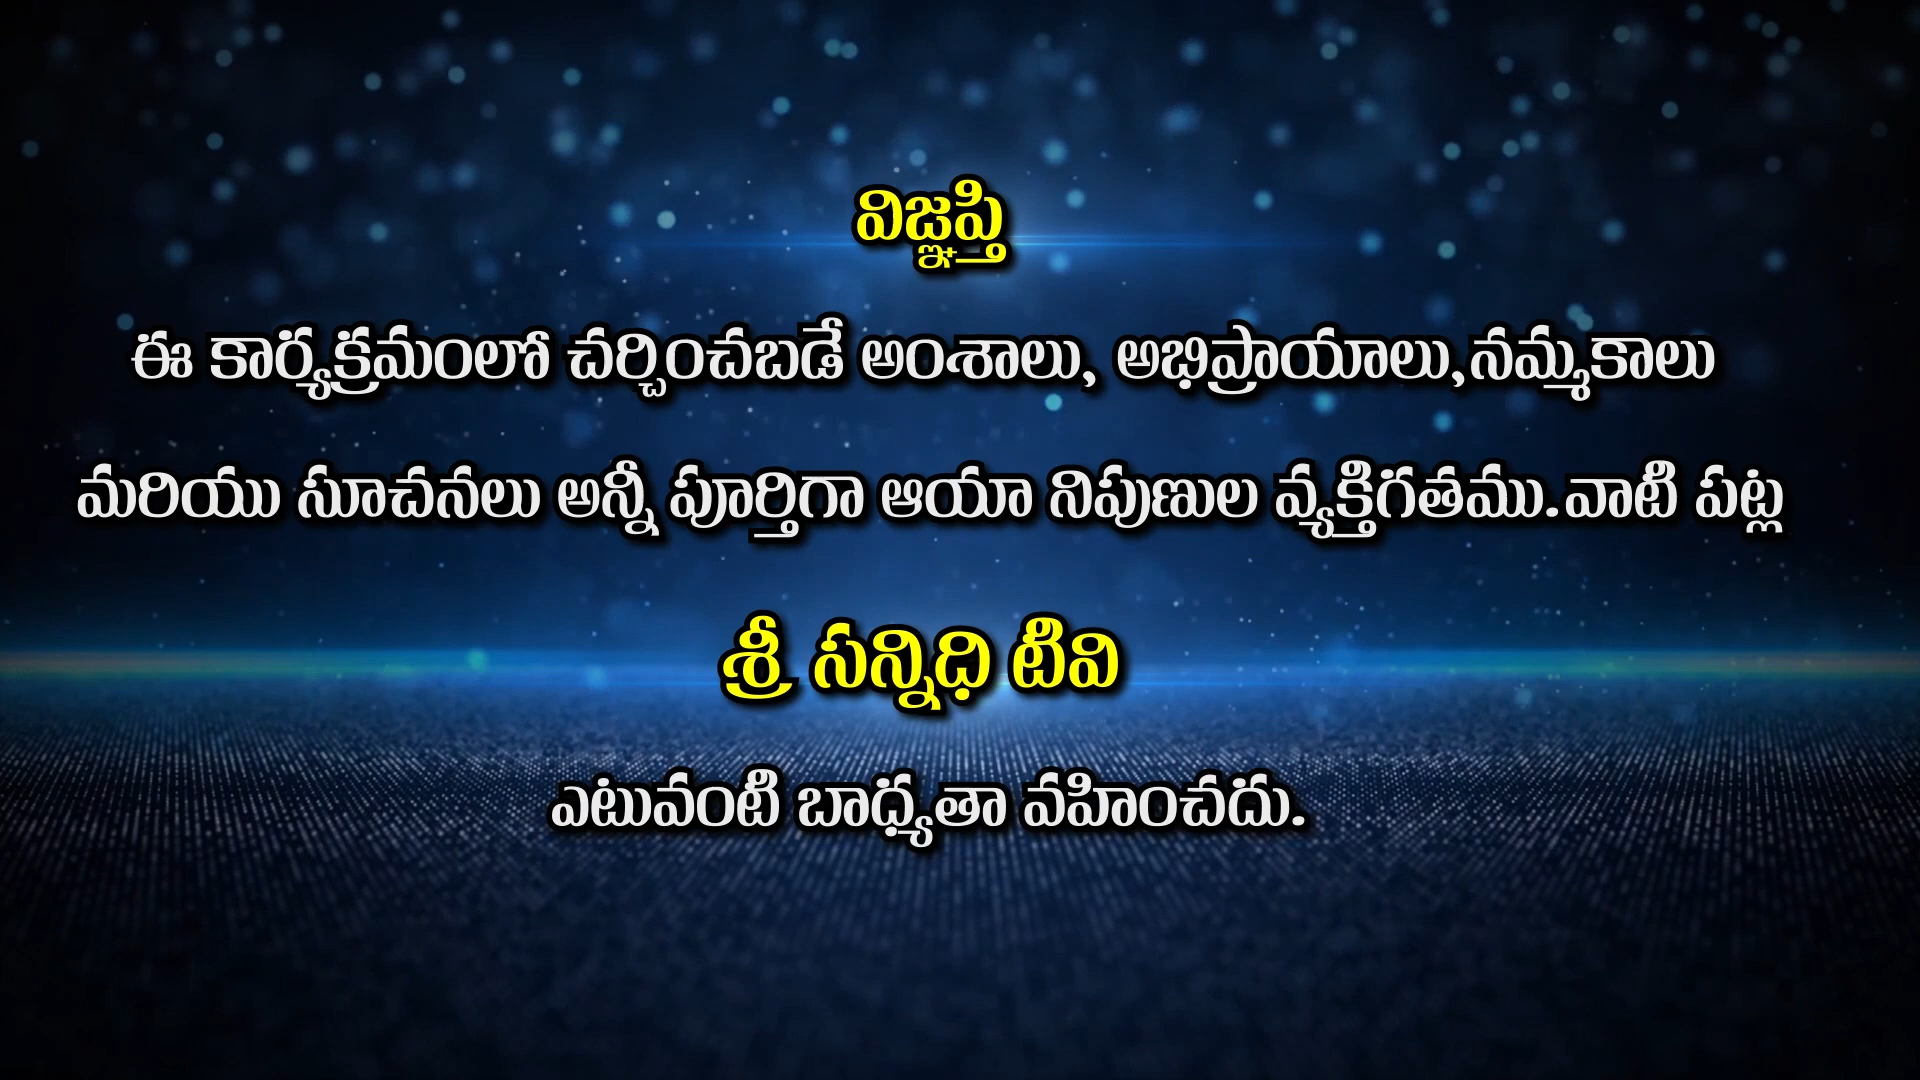 విజ్ఞప్తి
ఈ కార్యక్రమంలో చర్చించబడే అంశాలు, అభిప్రాయాలు,నమ్మకాలు
మరియు సూచనలు అన్నీ పూర్తిగా ఆయా నిపుణుల వ్యక్తిగతము.వాటి పట్ల
శ్రీ సన్నిధి టీవి
ఎటువంటి బాధ్యతా వహించదు.